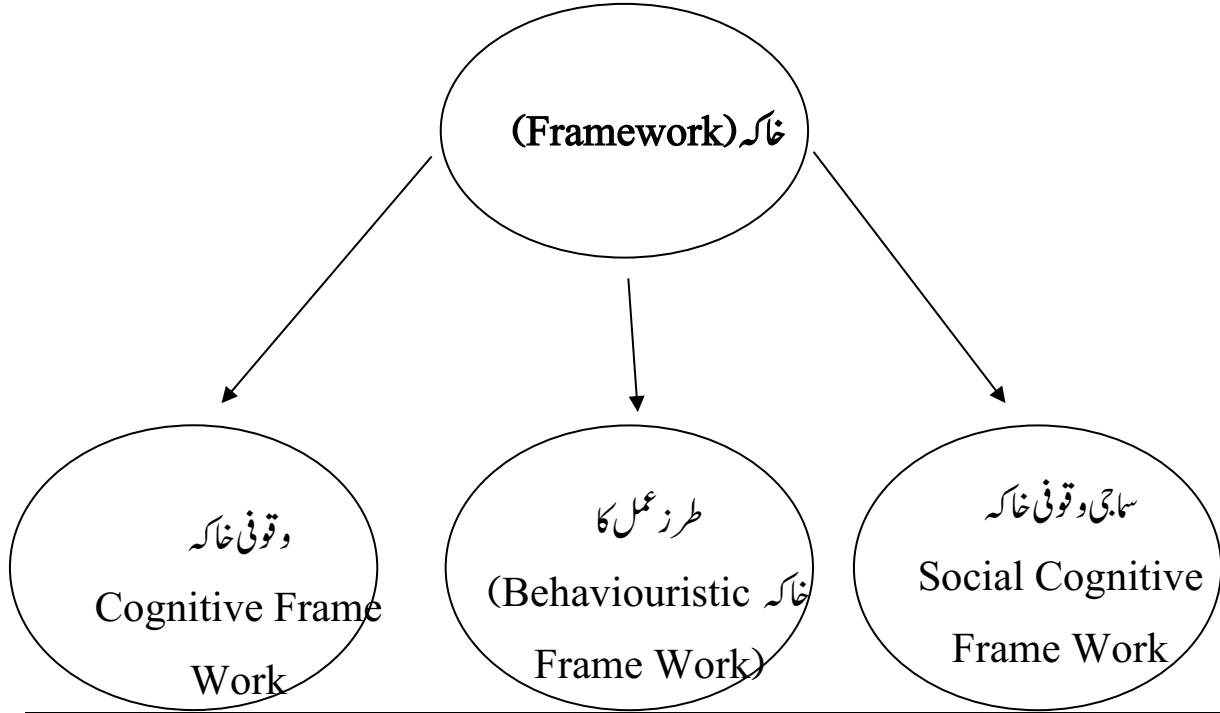 خاکہ(Framework)
سماجی وقوفی خاکہ
Social Cognitive
Frame Work
طرز عمل کا
خاکہ (Behaviouristic
Frame Work)
وقوفی خاکہ
Cognitive Frame
Work